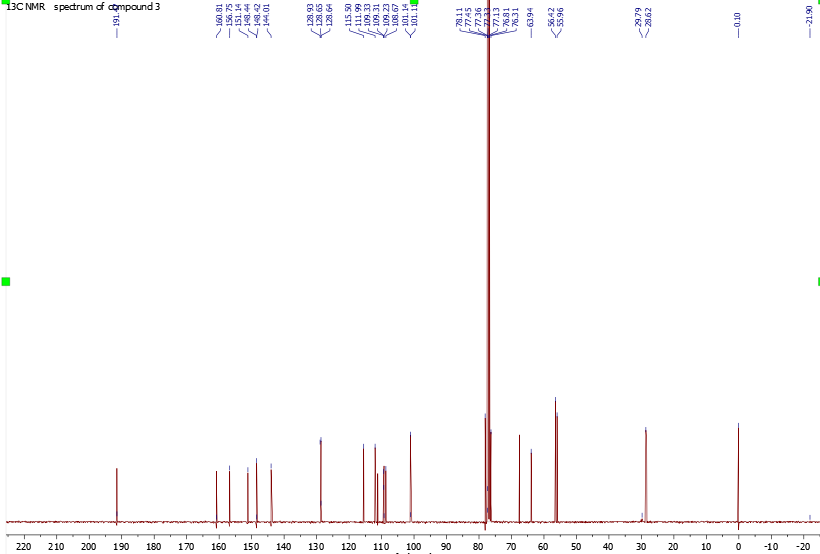 13C NMR spectrum of compound 3
160.81 156.75 151.14 148.44 148.42 144.01 128.93 128.65 128.64 115.50 111.99 109.33 109.31 109.23 108.67 101.14 78.11 77.45 77.36 77.13 76.81 76.31 63.94 56.42 55.96 29.79 28.62 0.10 -21.90
220 210 200 190 180 170 160 150 140 130 120 110 100 90 80 70 60 50 40 30 20 10 0 -10 -20